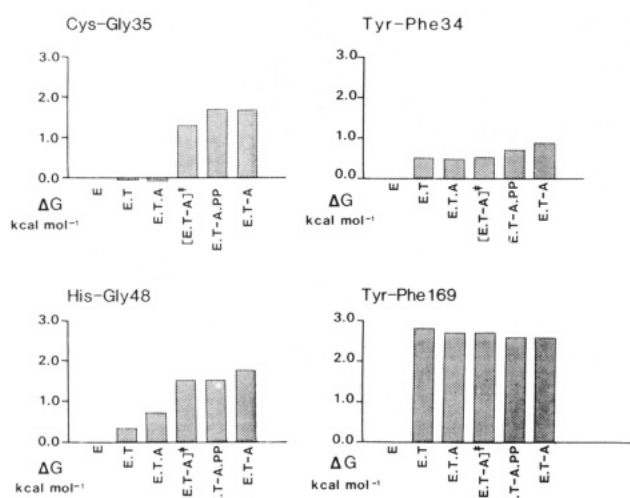 Cys-Gly35
3.0
2.0
1.0
0.0
ΔG
kcal mol⁻¹
E
E.T
E.T.A
[E.T-A]‡
E.T-A.PP
E.T-A
Tyr-Phe34
3.0
2.0
1.0
0.0
ΔG
kcal mol⁻¹
E
E.T
E.T.A
[E.T-A]‡
E.T-A.PP
E.T-A
His-Gly48
3.0
2.0
1.0
0.0
ΔG
kcal mol⁻¹
E
E.T
E.T.A
E.T-A]‡
.T-A.PP
E.T-A
Tyr-Phe169
3.0
2.0
1.0
0.0
ΔG
kcal mol⁻¹
E
E.T
E.T.A
E.T-A]‡
E.T-A.PP
E.T-A